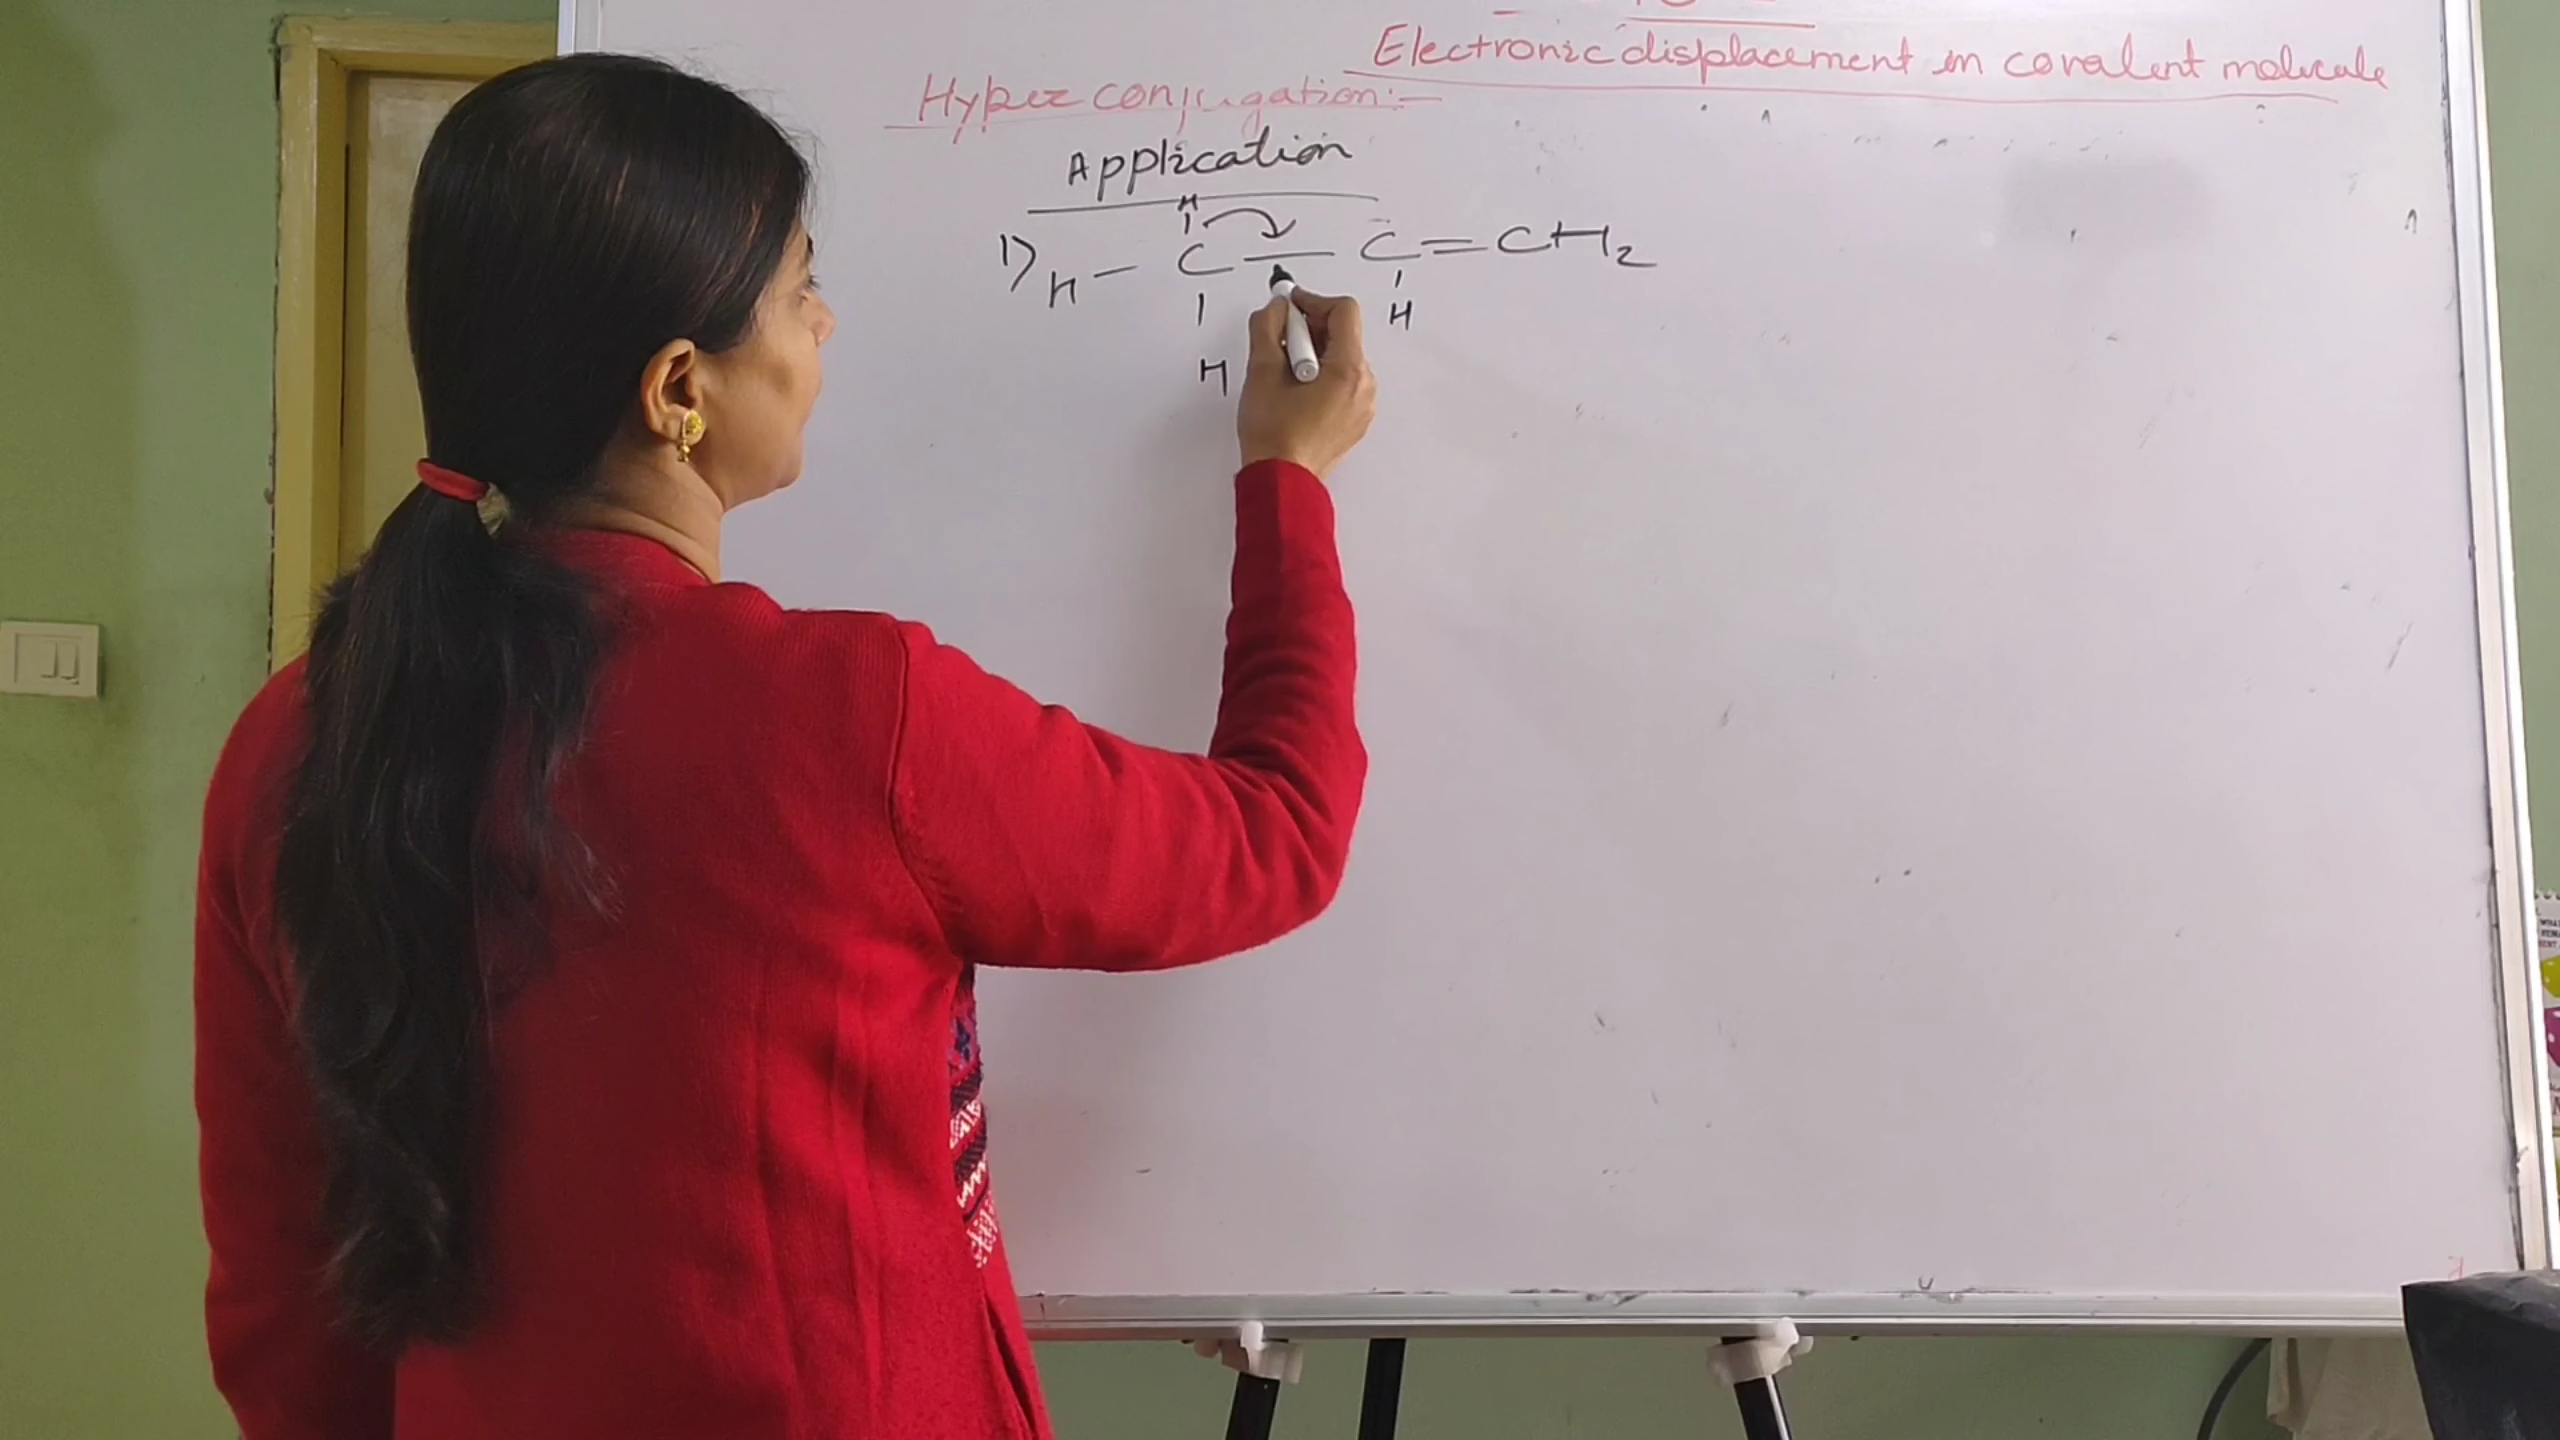 Electronic displacement in covalent molecule
Hyper conjugation:-
Application
H
1) H - C — C = CH2
H
H